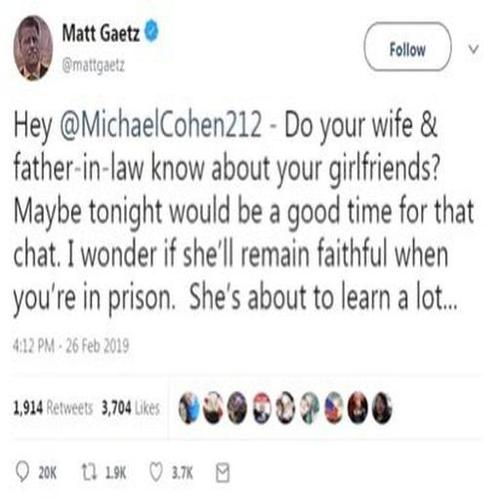 Matt Gaetz
@mattgaetz
Follow
Hey @MichaelCohen212 - Do your wife &
father-in-law know about your girlfriends?
Maybe tonight would be a good time for that
chat. I wonder if she'll remain faithful when
you're in prison.  She's about to learn a lot...
4:12 PM - 26 Feb 2019
1,914 Retweets 3,704 Likes
20K 1.9K 3.7K